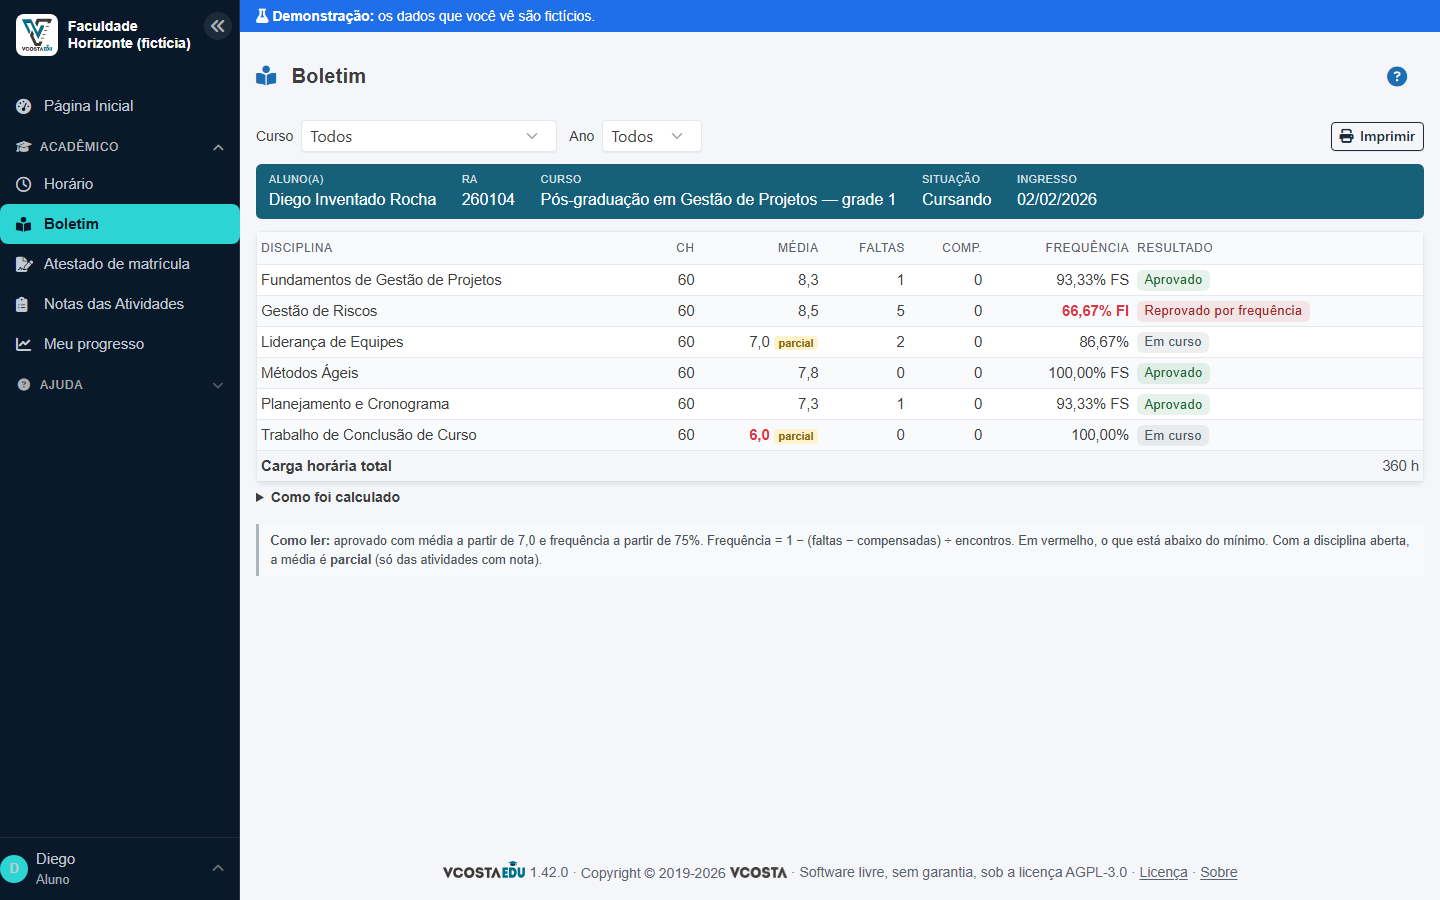 Faculdade
Horizonte (fictícia)
VCOSTAEDU
Demonstração: os dados que você vê são fictícios.
Página Inicial
ACADÊMICO
Horário
Boletim
Atestado de matrícula
Notas das Atividades
Meu progresso
AJUDA
Boletim
?
Curso Todos Ano Todos Imprimir
ALUNO(A) RA CURSO SITUAÇÃO INGRESSO
Diego Inventado Rocha 260104 Pós-graduação em Gestão de Projetos — grade 1 Cursando 02/02/2026
DISCIPLINA CH MÉDIA FALTAS COMP. FREQUÊNCIA RESULTADO
Fundamentos de Gestão de Projetos 60 8,3 1 0 93,33% FS Aprovado
Gestão de Riscos 60 8,5 5 0 66,67% FI Reprovado por frequência
Liderança de Equipes 60 7,0 parcial 2 0 86,67% Em curso
Métodos Ágeis 60 7,8 0 0 100,00% FS Aprovado
Planejamento e Cronograma 60 7,3 1 0 93,33% FS Aprovado
Trabalho de Conclusão de Curso 60 6,0 parcial 0 0 100,00% Em curso
Carga horária total 360 h
Como foi calculado
Como ler: aprovado com média a partir de 7,0 e frequência a partir de 75%. Frequência = 1 − (faltas − compensadas) ÷ encontros. Em vermelho, o que está abaixo do mínimo. Com a disciplina aberta,
a média é parcial (só das atividades com nota).
D
Diego
Aluno
VCOSTAEDU 1.42.0 · Copyright © 2019-2026 VCOSTA · Software livre, sem garantia, sob a licença AGPL-3.0 · Licença · Sobre